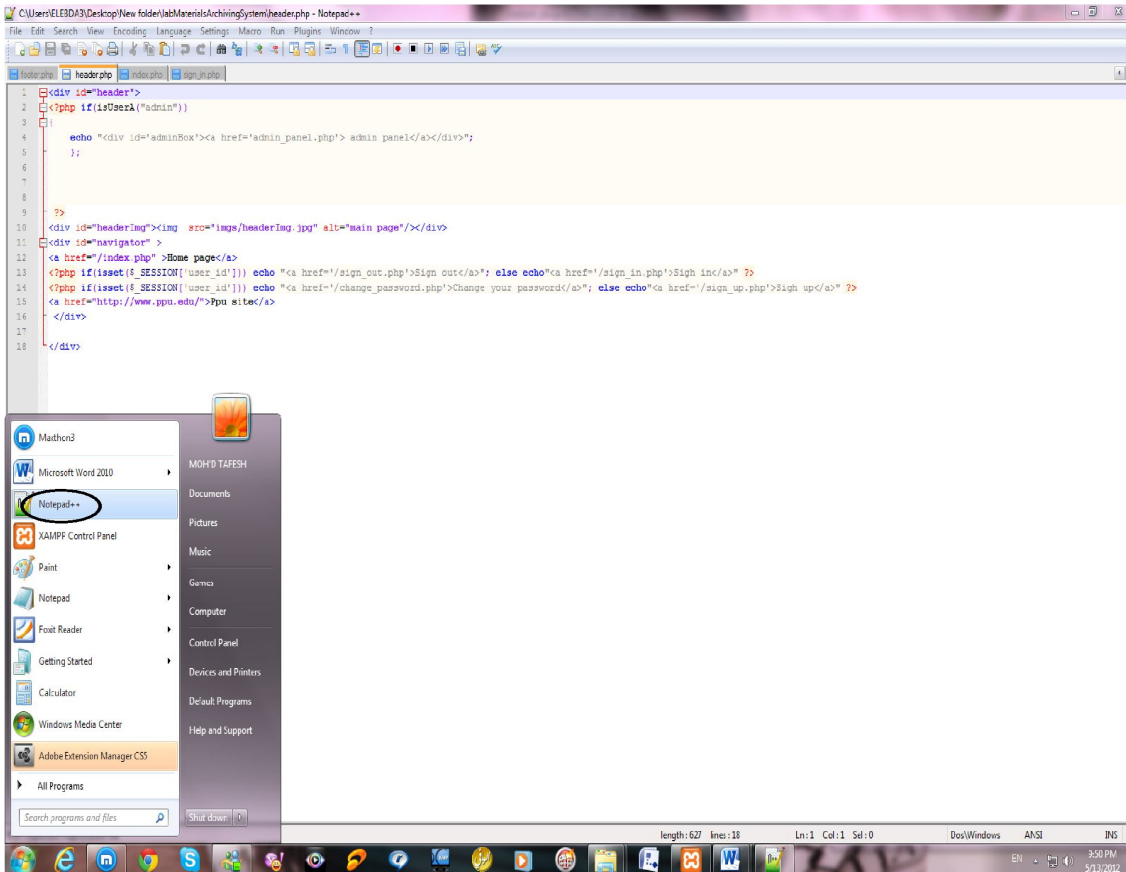 C:\Users\ELEBDA3\Desktop\New folder\labMaterialsArchivingSystem\header.php - Notepad++
File Edit Search View Encoding Language Settings Macro Run Plugins Window ?
footer.php header.php index.php sign_in.php
1 <div id="header">
2 <?php if(isUserA("admin"))
3 {
4 echo "<div id='adminBox'><a href='admin_panel.php'> admin panel</a></div>";
5 };
6
7
8
9 ?>
10 <div id="headerImg"><img src="imgs/headerImg.jpg" alt="main page"/></div>
11 <div id="navigator" >
12 <a href="/index.php" >Home page</a>
13 <?php if(isset($_SESSION['user_id'])) echo "<a href='/sign_out.php'>Sign out</a>"; else echo"<a href='/sign_in.php'>Sigh in</a>" ?>
14 <?php if(isset($_SESSION['user_id'])) echo "<a href='/change_password.php'>Change your password</a>"; else echo"<a href='/sign_up.php'>Sigh up</a>" ?>
15 <a href="http://www.ppu.edu/">Ppu site</a>
16 </div>
17
18 </div>
Maxthon3
Microsoft Word 2010
Notepad++
XAMPP Control Panel
Paint
Notepad
Foxit Reader
Getting Started
Calculator
Windows Media Center
Adobe Extension Manager CS5
All Programs
Search programs and files
MOH'D TAFESH
Documents
Pictures
Music
Games
Computer
Control Panel
Devices and Printers
Default Programs
Help and Support
Shut down
length : 627 lines : 18 Ln : 1 Col : 1 Sel : 0 Dos\Windows ANSI INS
EN 9:50 PM
5/13/2012